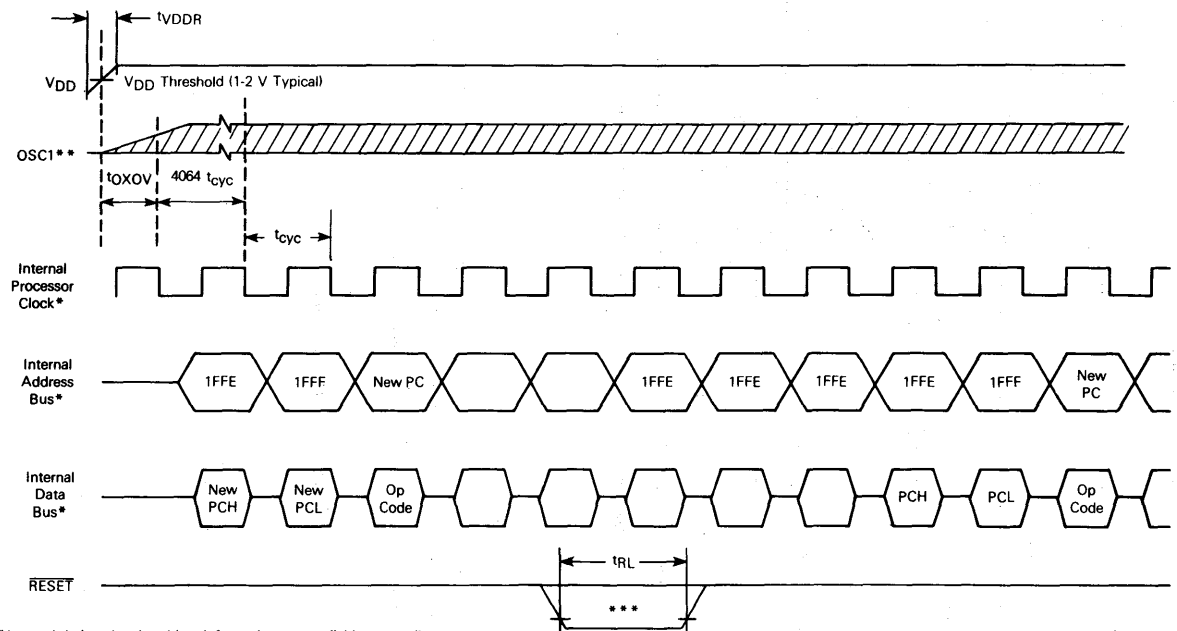 tVDDR
VDD
VDD Threshold (1-2 V Typical)
OSC1**
tOXOV
4064 tcyc
tcyc
Internal
Processor
Clock*
Internal
Address
Bus*
1FFE
1FFF
New PC
1FFE
1FFE
1FFE
1FFE
1FFF
New
PC
Internal
Data
Bus*
New
PCH
New
PCL
Op
Code
PCH
PCL
Op
Code
tRL
RESET
***